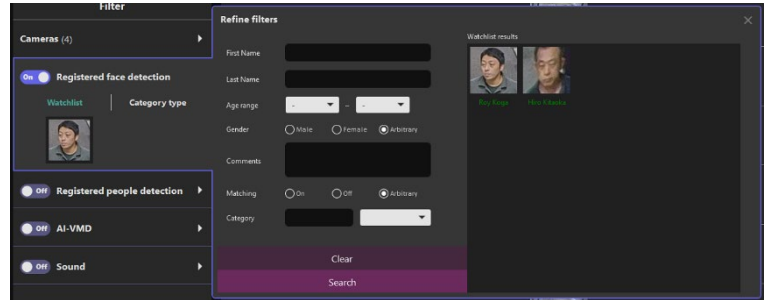 Filter
Cameras (4)
On Registered face detection
Watchlist Category type
Off Registered people detection
Off AI-VMD
Off Sound
Refine filters
First Name
Last Name
Age range - – -
Gender Male Female Arbitrary
Comments
Matching On Off Arbitrary
Category
Clear
Search
Watchlist results
Hiro Kitaoka